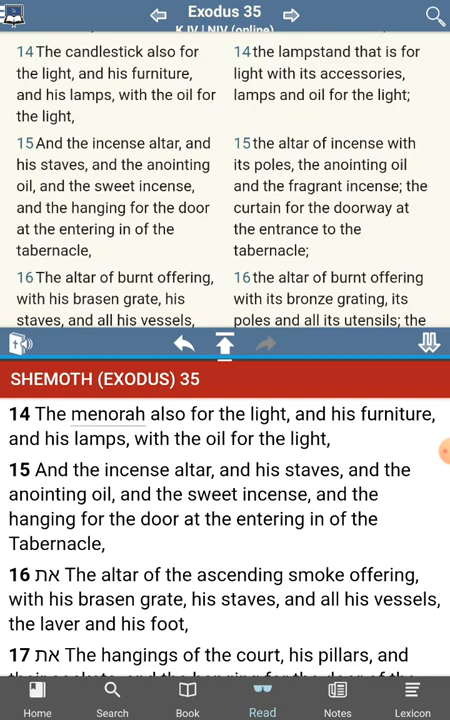 Exodus 35
KJV | NIV (online)
14 The candlestick also for
the light, and his furniture,
and his lamps, with the oil for
the light,
15 And the incense altar, and
his staves, and the anointing
oil, and the sweet incense,
and the hanging for the door
at the entering in of the
tabernacle,
16 The altar of burnt offering,
with his brasen grate, his
staves, and all his vessels,
14 the lampstand that is for
light with its accessories,
lamps and oil for the light;
15 the altar of incense with
its poles, the anointing oil
and the fragrant incense; the
curtain for the doorway at
the entrance to the
tabernacle;
16 the altar of burnt offering
with its bronze grating, its
poles and all its utensils; the
SHEMOTH (EXODUS) 35
14 The menorah also for the light, and his furniture,
and his lamps, with the oil for the light,
15 And the incense altar, and his staves, and the
anointing oil, and the sweet incense, and the
hanging for the door at the entering in of the
Tabernacle,
16 את The altar of the ascending smoke offering,
with his brasen grate, his staves, and all his vessels,
the laver and his foot,
17 את The hangings of the court, his pillars, and
their sockets, and the hanging for the door of the
Home
Search
Book
Read
Notes
Lexicon